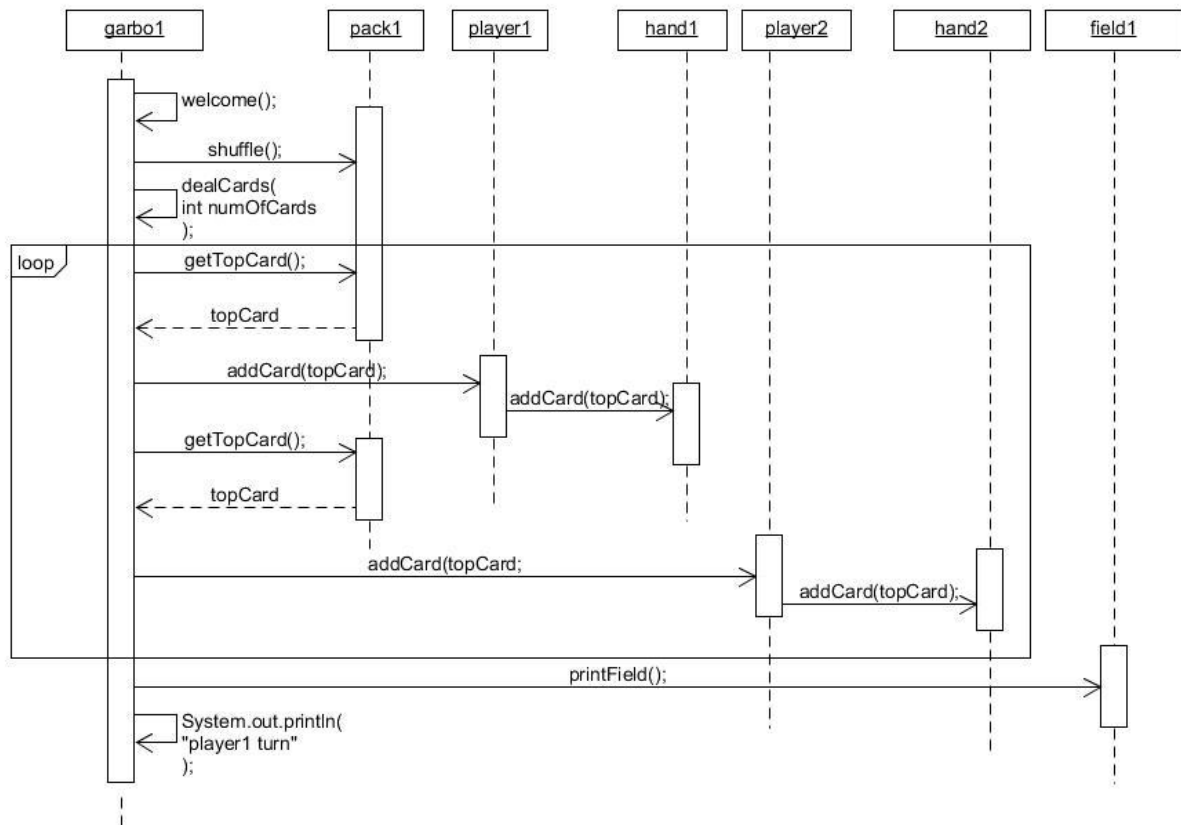 garbo1
pack1
player1
hand1
player2
hand2
field1
welcome();
shuffle();
dealCards(
int numOfCards
);
loop
getTopCard();
topCard
addCard(topCard);
addCard(topCard);
getTopCard();
topCard
addCard(topCard;
addCard(topCard);
printField();
System.out.println(
"player1 turn"
);